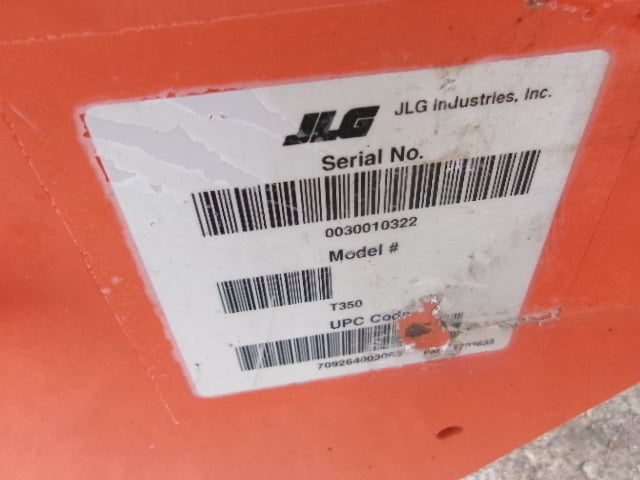 JLG JLG Industries, Inc.
Serial No.
0030010322
Model #
T350
UPC Code